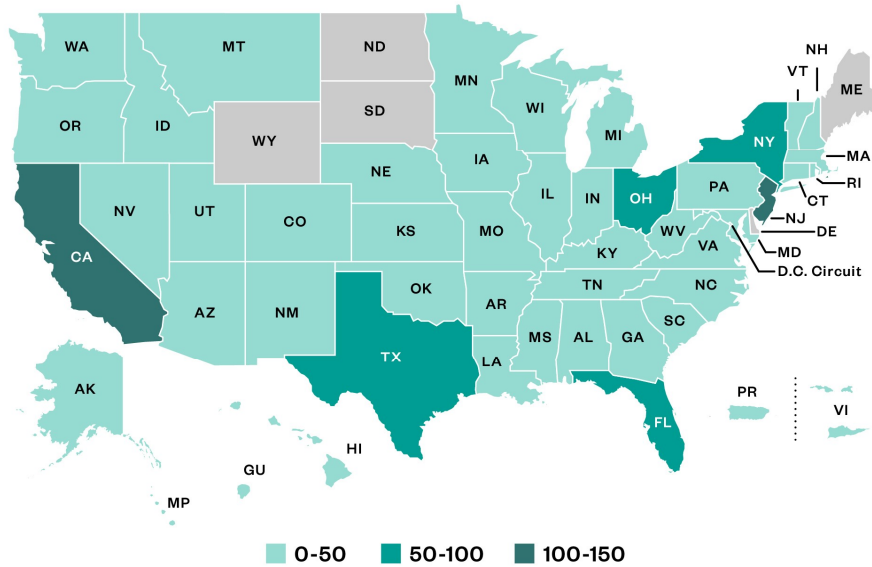 NH
WA
MT
ND
VT
MN
ME
OR
ID
SD
WI
MI
NY
WY
MA
IA
NE
PA
RI
CT
NV
UT
CO
IL
IN
OH
NJ
KS
MO
WV
VA
DE
CA
KY
MD
D.C. Circuit
OK
TN
NC
AZ
NM
AR
SC
MS
AL
GA
TX
LA
AK
PR
VI
FL
HI
GU
MP
0-50
50-100
100-150